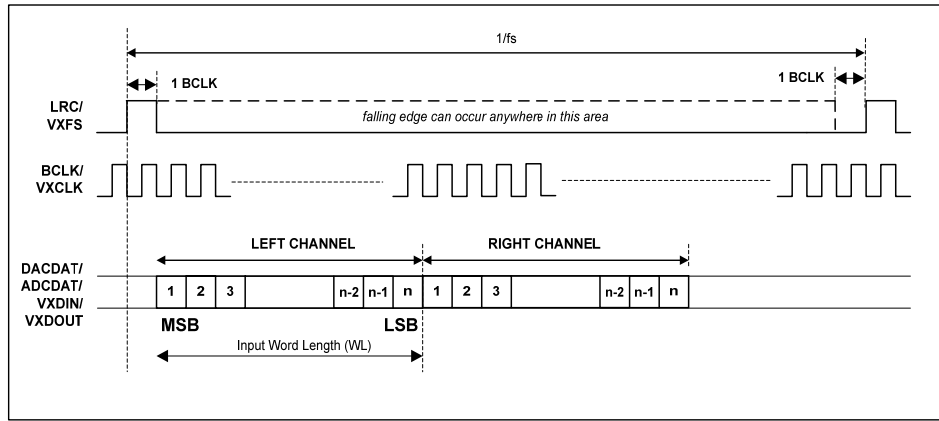 1/fs
1 BCLK
1 BCLK
LRC/
VXFS
falling edge can occur anywhere in this area
BCLK/
VXCLK
LEFT CHANNEL
RIGHT CHANNEL
DACDAT/
ADCDAT/
VXDIN/
VXDOUT
1 2 3 n-2 n-1 n 1 2 3 n-2 n-1 n
MSB
LSB
Input Word Length (WL)